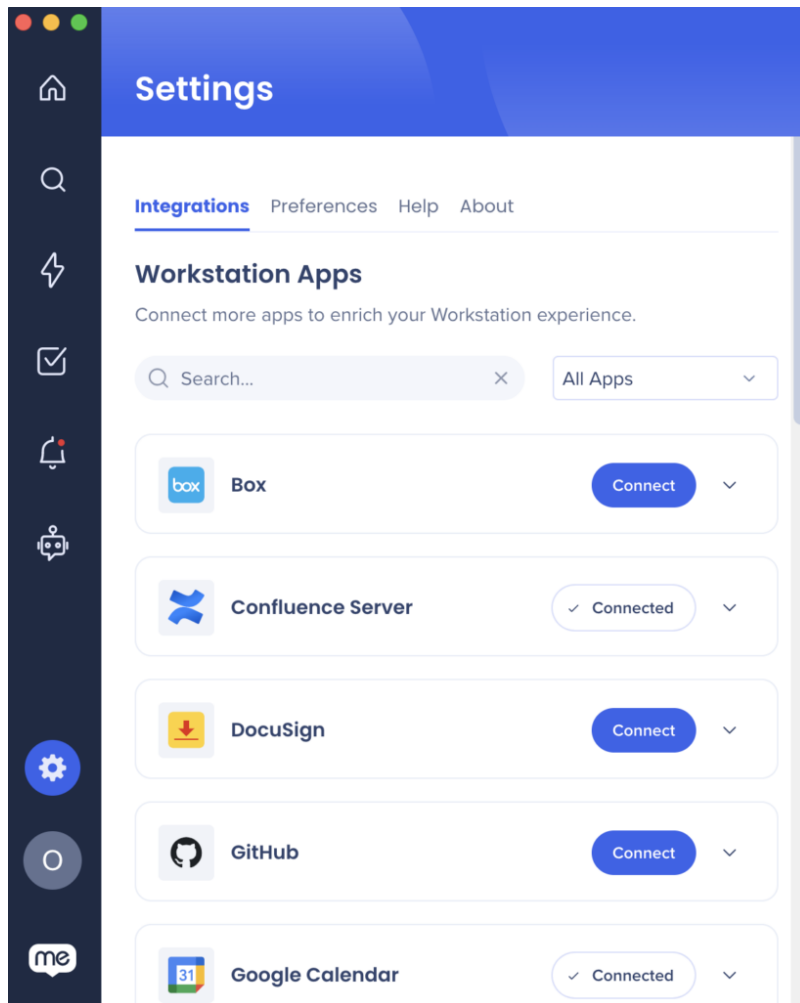 Settings
Integrations Preferences Help About
Workstation Apps
Connect more apps to enrich your Workstation experience.
Search... All Apps
box Box Connect
Confluence Server Connected
DocuSign Connect
GitHub Connect
31 Google Calendar Connected
O
me